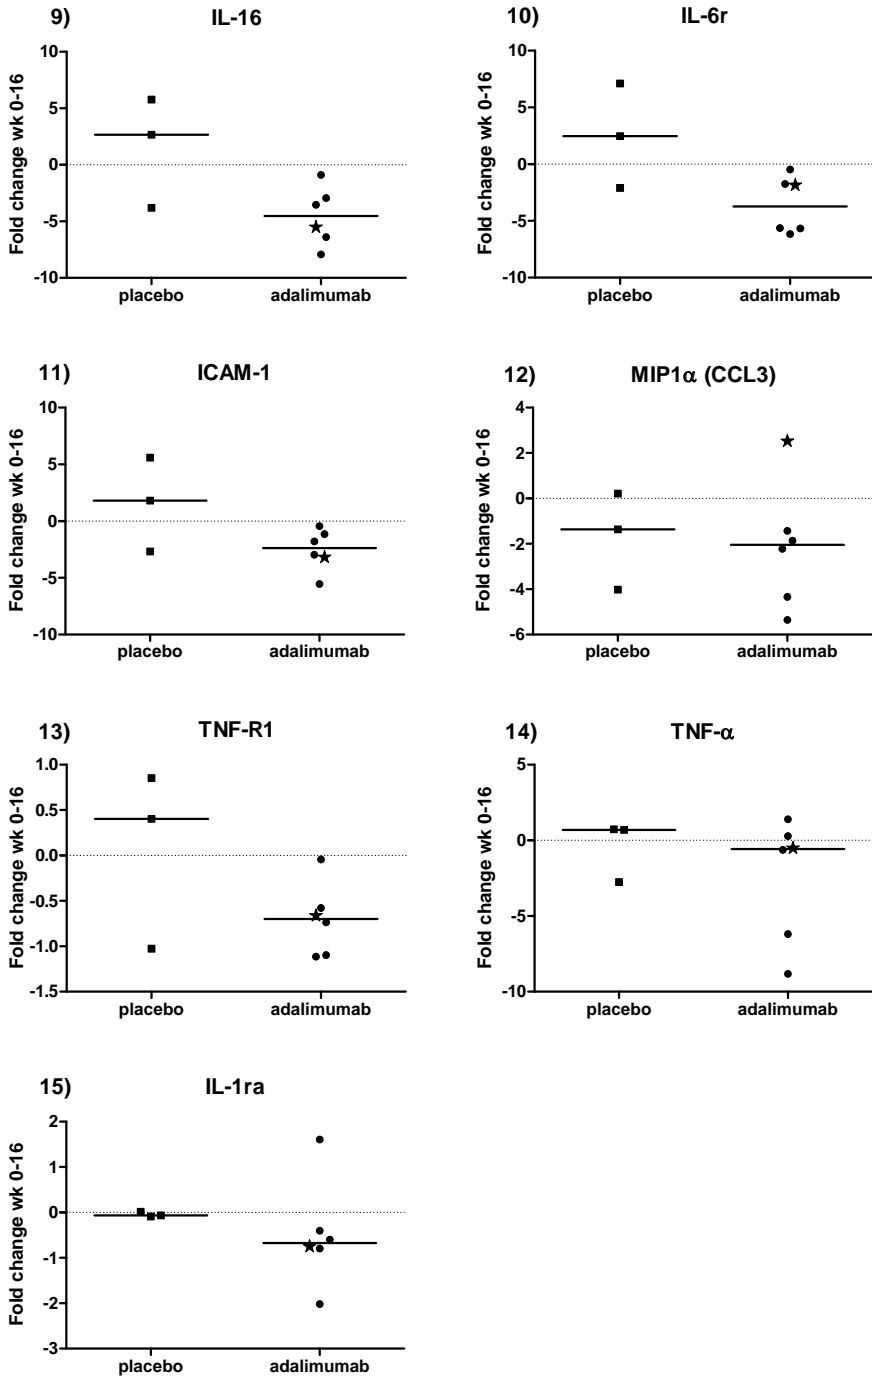 9) IL-16
Fold change wk 0-16
10
5
0
-5
-10
placebo adalimumab
10) IL-6r
Fold change wk 0-16
10
5
0
-5
-10
placebo adalimumab
11) ICAM-1
Fold change wk 0-16
10
5
0
-5
-10
placebo adalimumab
12) MIP1α (CCL3)
Fold change wk 0-16
4
2
0
-2
-4
-6
placebo adalimumab
13) TNF-R1
Fold change wk 0-16
1.0
0.5
0.0
-0.5
-1.0
-1.5
placebo adalimumab
14) TNF-α
Fold change wk 0-16
5
0
-5
-10
placebo adalimumab
15) IL-1ra
Fold change wk 0-16
2
1
0
-1
-2
-3
placebo adalimumab